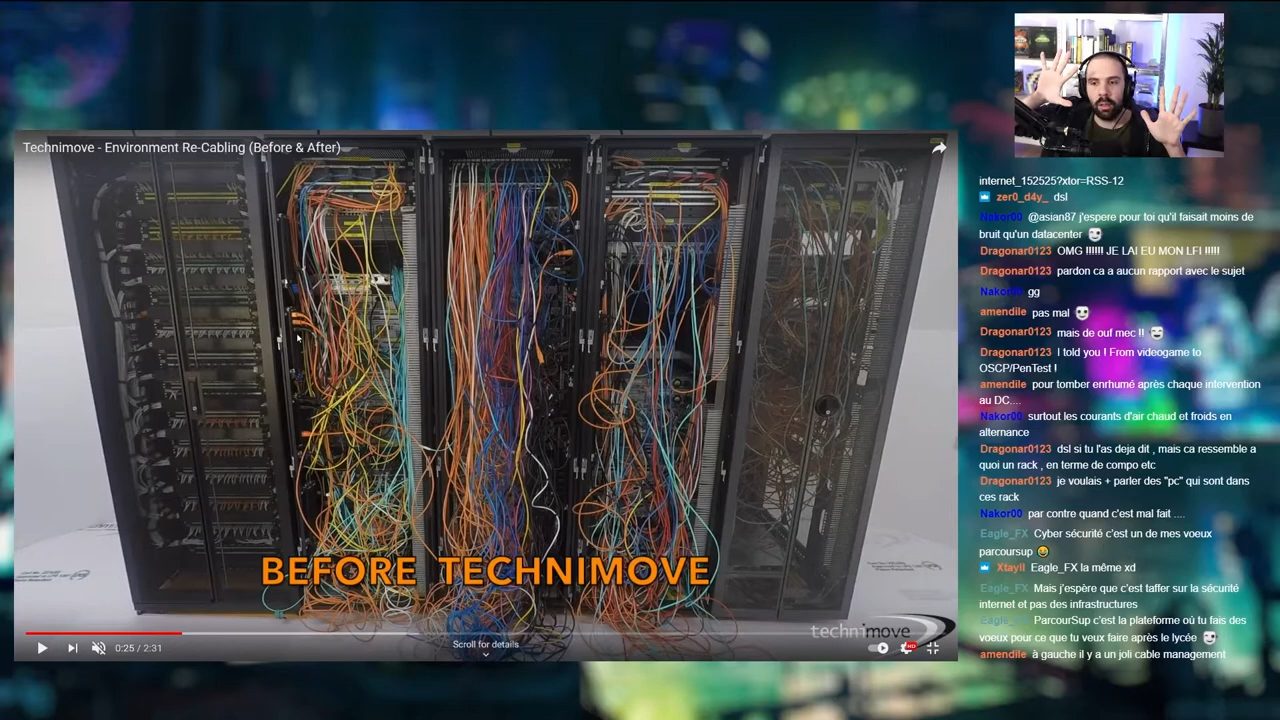 Technimove - Environment Re-Cabling (Before & After)
BEFORE TECHNIMOVE
technimove
0:25 / 2:31
Scroll for details
HD
internet_152525?xtor=RSS-12
zer0_d4y_ dsl
Nakor00 @asian87 j'espere pour toi qu'il faisait moins de
bruit qu'un datacenter
Dragonar0123 OMG !!!!!! JE LAI EU MON LFI !!!!!
Dragonar0123 pardon ca a aucun rapport avec le sujet
Nakor00 gg
amendile pas mal
Dragonar0123 mais de ouf mec !!
Dragonar0123 I told you ! From videogame to
OSCP/PenTest !
amendile pour tomber enrhumé après chaque intervention
au DC....
Nakor00 surtout les courants d'air chaud et froids en
alternance
Dragonar0123 dsl si tu l'as deja dit , mais ca ressemble a
quoi un rack , en terme de compo etc
Dragonar0123 je voulais + parler des "pc" qui sont dans
ces rack
Nakor00 par contre quand c'est mal fait ....
Eagle_FX Cyber sécurité c'est un de mes voeux
parcoursup
Xtayll Eagle_FX la même xd
Eagle_FX Mais j'espère que c'est taffer sur la sécurité
internet et pas des infrastructures
Eagle_FX ParcourSup c'est la plateforme où tu fais des
voeux pour ce que tu veux faire après le lycée
amendile à gauche il y a un joli cable management